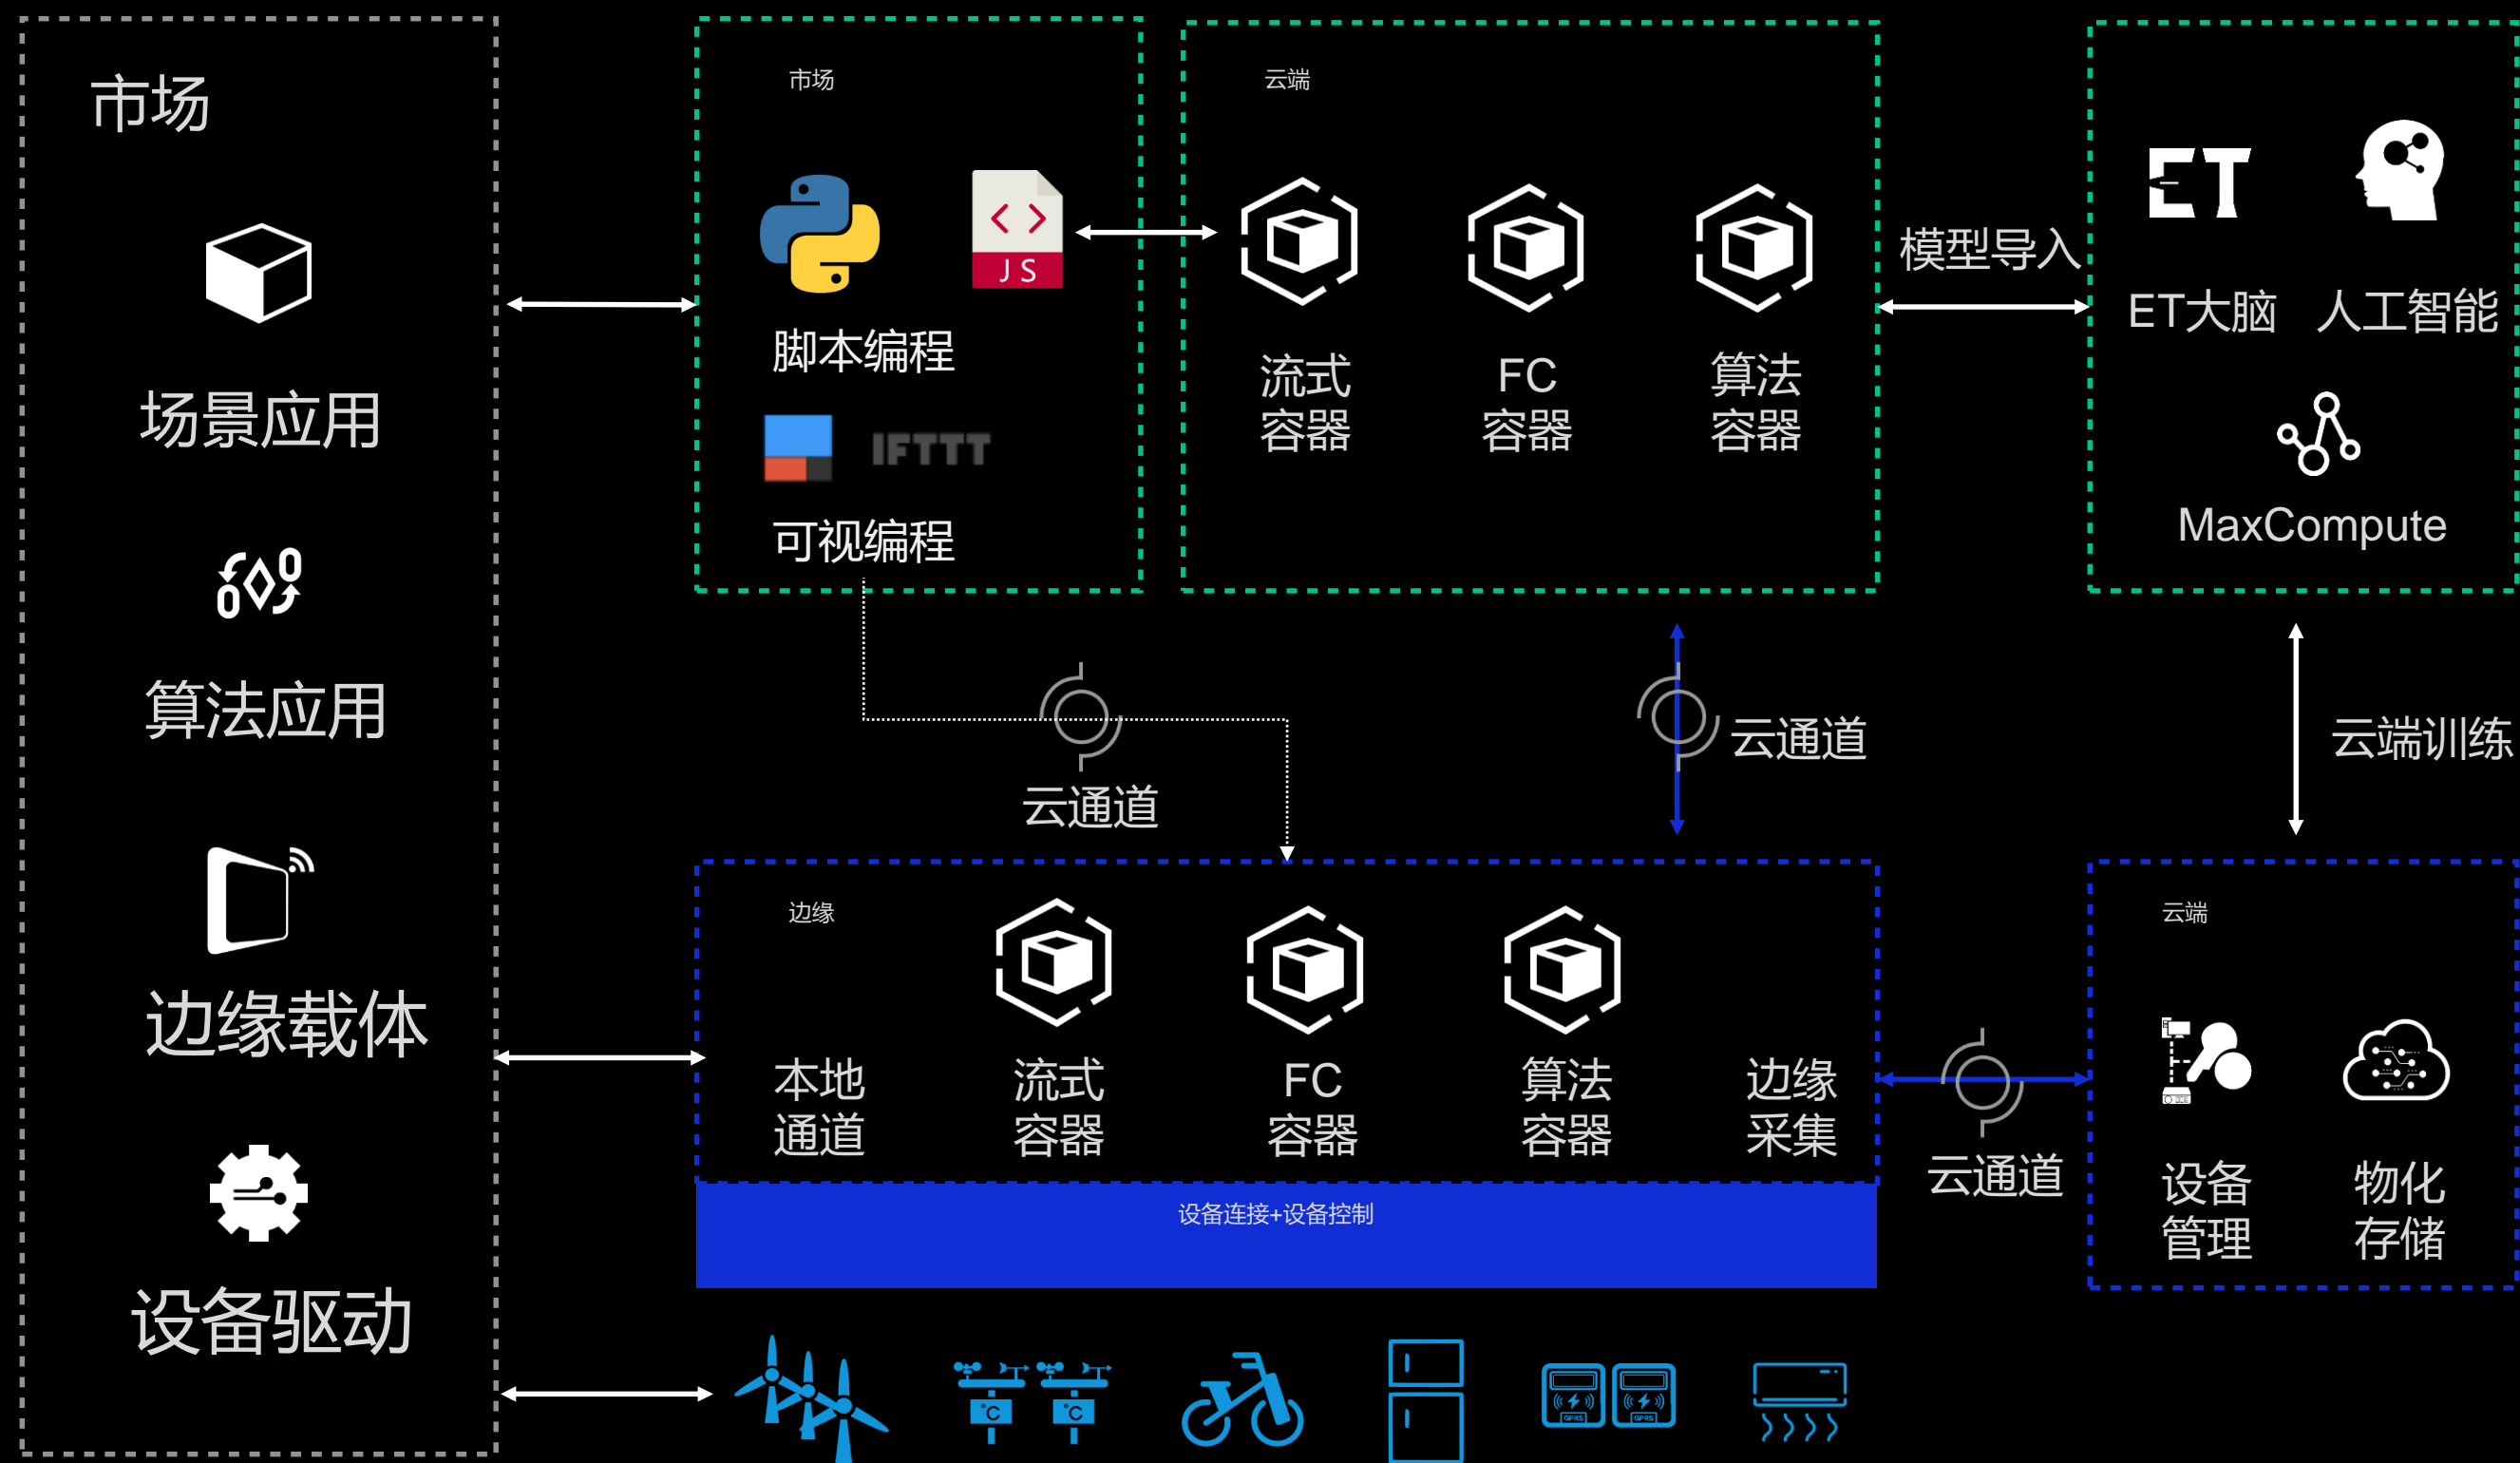 市场
场景应用
算法应用
边缘载体
设备驱动
市场
JS
脚本编程
IFTTT
可视编程
云端
流式
容器
FC
容器
算法
容器
模型导入
ET
ET大脑
人工智能
MaxCompute
云通道
云通道
云端训练
边缘
本地
通道
流式
容器
FC
容器
算法
容器
边缘
采集
设备连接+设备控制
云通道
云端
设备
管理
物化
存储
°C
°C
GPRS
GPRS